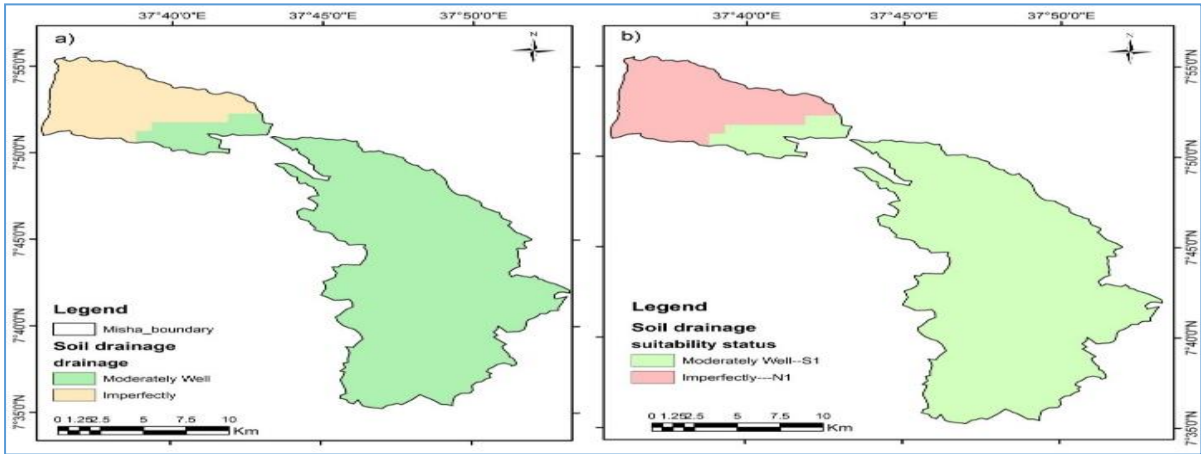 37°40'0"E 37°45'0"E 37°50'0"E
a)
N
7°55'0"N
7°50'0"N
7°45'0"N
7°40'0"N
7°35'0"N
Legend
Misha_boundary
Soil drainage
drainage
Moderately Well
Imperfectly
0 1.252.5 5 7.5 10
Km
37°40'0"E 37°45'0"E 37°50'0"E
b)
7°55'0"N
7°50'0"N
7°45'0"N
7°40'0"N
7°35'0"N
Legend
Soil drainage
suitability status
Moderately Well--S1
Imperfectly---N1
0 1.252.5 5 7.5 10
Km